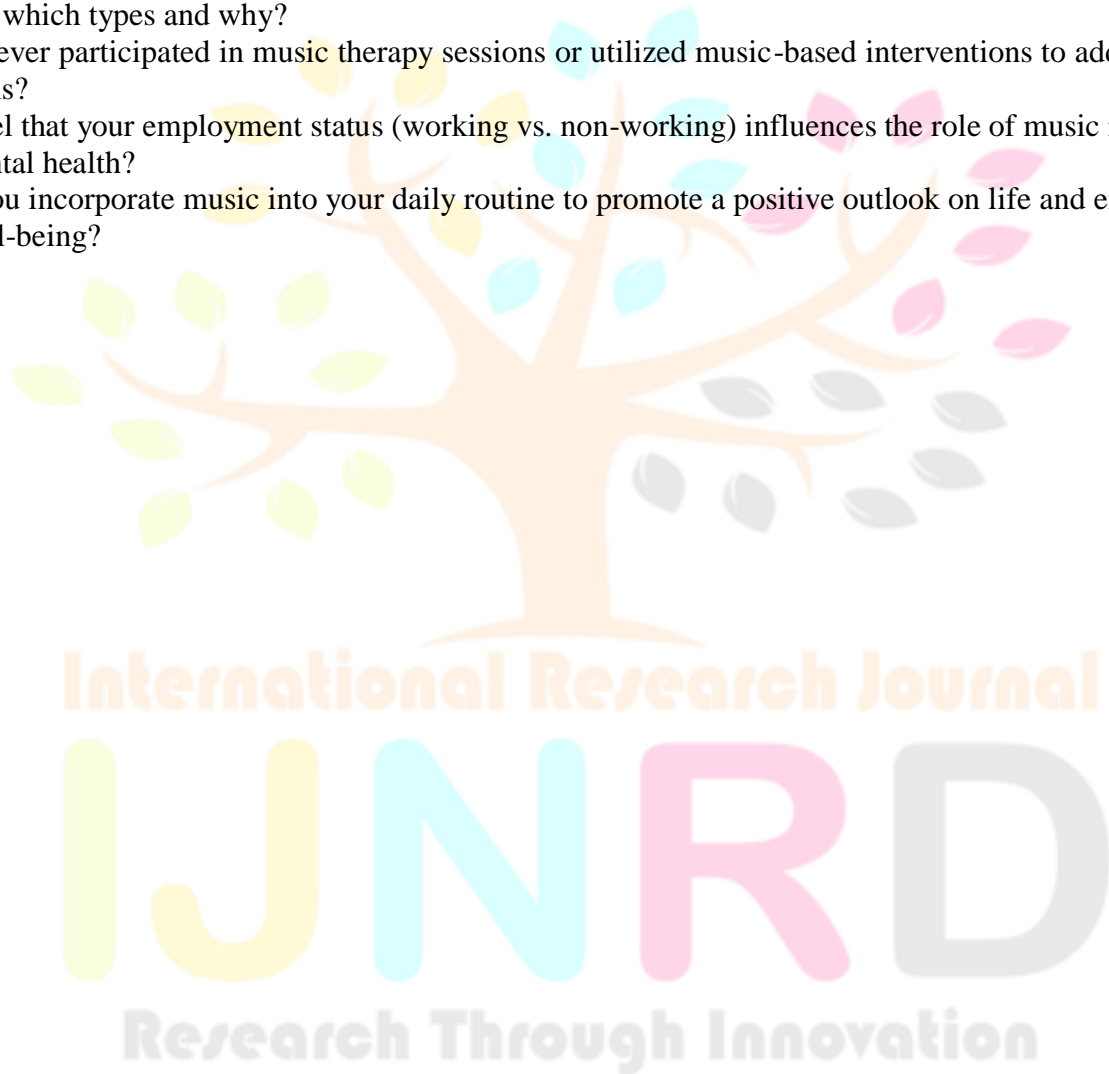 which types and why?
ever participated in music therapy sessions or utilized music-based interventions to
s?
el that your employment status (working vs. non-working) influences the role of music
ntal health?
ou incorporate music into your daily routine to promote a positive outlook on life and
l-being?
International Research Journal
IJNRD
Research Through Innovation